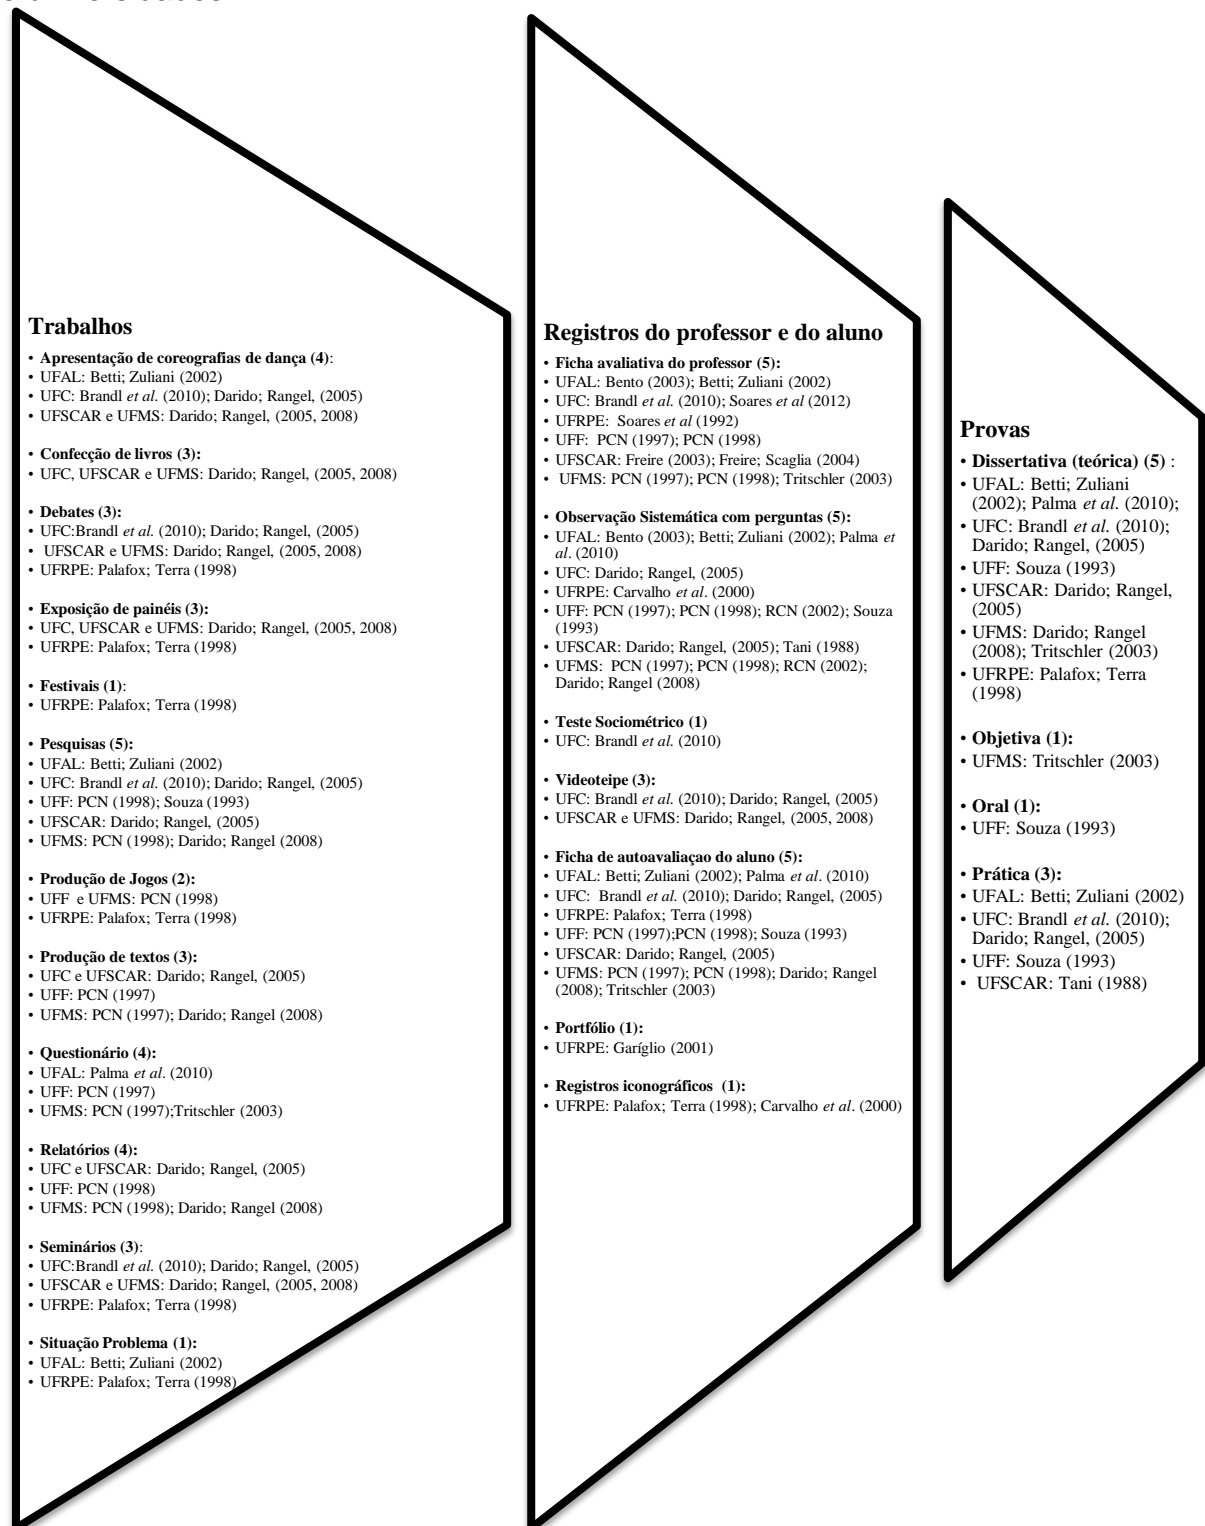 Trabalhos
• Apresentação de coreografias de dança (4):
• UFAL: Betti; Zuliani (2002)
• UFC: Brandl et al. (2010); Darido; Rangel, (2005)
• UFSCAR e UFMS: Darido; Rangel, (2005, 2008)
• Confecção de livros (3):
• UFC, UFSCAR e UFMS: Darido; Rangel, (2005, 2008)
• Debates (3):
• UFC:Brandl et al. (2010); Darido; Rangel, (2005)
• UFSCAR e UFMS: Darido; Rangel, (2005, 2008)
• UFRPE: Palafox; Terra (1998)
• Exposição de painéis (3):
• UFC, UFSCAR e UFMS: Darido; Rangel, (2005, 2008)
• UFRPE: Palafox; Terra (1998)
• Festivais (1):
• UFRPE: Palafox; Terra (1998)
• Pesquisas (5):
• UFAL: Betti; Zuliani (2002)
• UFC: Brandl et al. (2010); Darido; Rangel, (2005)
• UFF: PCN (1998); Souza (1993)
• UFSCAR: Darido; Rangel, (2005)
• UFMS: PCN (1998); Darido; Rangel (2008)
• Produção de Jogos (2):
• UFF e UFMS: PCN (1998)
• UFRPE: Palafox; Terra (1998)
• Produção de textos (3):
• UFC e UFSCAR: Darido; Rangel, (2005)
• UFF: PCN (1997)
• UFMS: PCN (1997); Darido; Rangel (2008)
• Questionário (4):
• UFAL: Palma et al. (2010)
• UFF: PCN (1997)
• UFMS: PCN (1997);Tritschler (2003)
• Relatórios (4):
• UFC e UFSCAR: Darido; Rangel, (2005)
• UFF: PCN (1998)
• UFMS: PCN (1998); Darido; Rangel (2008)
• Seminários (3):
• UFC:Brandl et al. (2010); Darido; Rangel, (2005)
• UFSCAR e UFMS: Darido; Rangel, (2005, 2008)
• UFRPE: Palafox; Terra (1998)
• Situação Problema (1):
• UFAL: Betti; Zuliani (2002)
• UFRPE: Palafox; Terra (1998)
Registros do professor e do aluno
• Ficha avaliativa do professor (5):
• UFAL: Bento (2003); Betti; Zuliani (2002)
• UFC: Brandl et al. (2010); Soares et al (2012)
• UFRPE: Soares et al (1992)
• UFF: PCN (1997); PCN (1998)
• UFSCAR: Freire (2003); Freire; Scaglia (2004)
• UFMS: PCN (1997); PCN (1998); Tritschler (2003)
• Observação Sistemática com perguntas (5):
• UFAL: Bento (2003); Betti; Zuliani (2002); Palma et
al. (2010)
• UFC: Darido; Rangel, (2005)
• UFRPE: Carvalho et al. (2000)
• UFF: PCN (1997); PCN (1998); RCN (2002); Souza
(1993)
• UFSCAR: Darido; Rangel, (2005); Tani (1988)
• UFMS: PCN (1997); PCN (1998); RCN (2002);
Darido; Rangel (2008)
• Teste Sociométrico (1)
• UFC: Brandl et al. (2010)
• Videoteipe (3):
• UFC: Brandl et al. (2010); Darido; Rangel, (2005)
• UFSCAR e UFMS: Darido; Rangel, (2005, 2008)
• Ficha de autoavaliaçao do aluno (5):
• UFAL: Betti; Zuliani (2002); Palma et al. (2010)
• UFC: Brandl et al. (2010); Darido; Rangel, (2005)
• UFRPE: Palafox; Terra (1998)
• UFF: PCN (1997);PCN (1998); Souza (1993)
• UFSCAR: Darido; Rangel, (2005)
• UFMS: PCN (1997); PCN (1998); Darido; Rangel
(2008); Tritschler (2003)
• Portfólio (1):
• UFRPE: Garíglio (2001)
• Registros iconográficos (1):
• UFRPE: Palafox; Terra (1998); Carvalho et al. (2000)
Provas
• Dissertativa (teórica) (5) :
• UFAL: Betti; Zuliani
(2002); Palma et al. (2010);
• UFC: Brandl et al. (2010);
Darido; Rangel, (2005)
• UFF: Souza (1993)
• UFSCAR: Darido; Rangel,
(2005)
• UFMS: Darido; Rangel
(2008); Tritschler (2003)
• UFRPE: Palafox; Terra
(1998)
• Objetiva (1):
• UFMS: Tritschler (2003)
• Oral (1):
• UFF: Souza (1993)
• Prática (3):
• UFAL: Betti; Zuliani (2002)
• UFC: Brandl et al. (2010);
Darido; Rangel, (2005)
• UFF: Souza (1993)
• UFSCAR: Tani (1988)